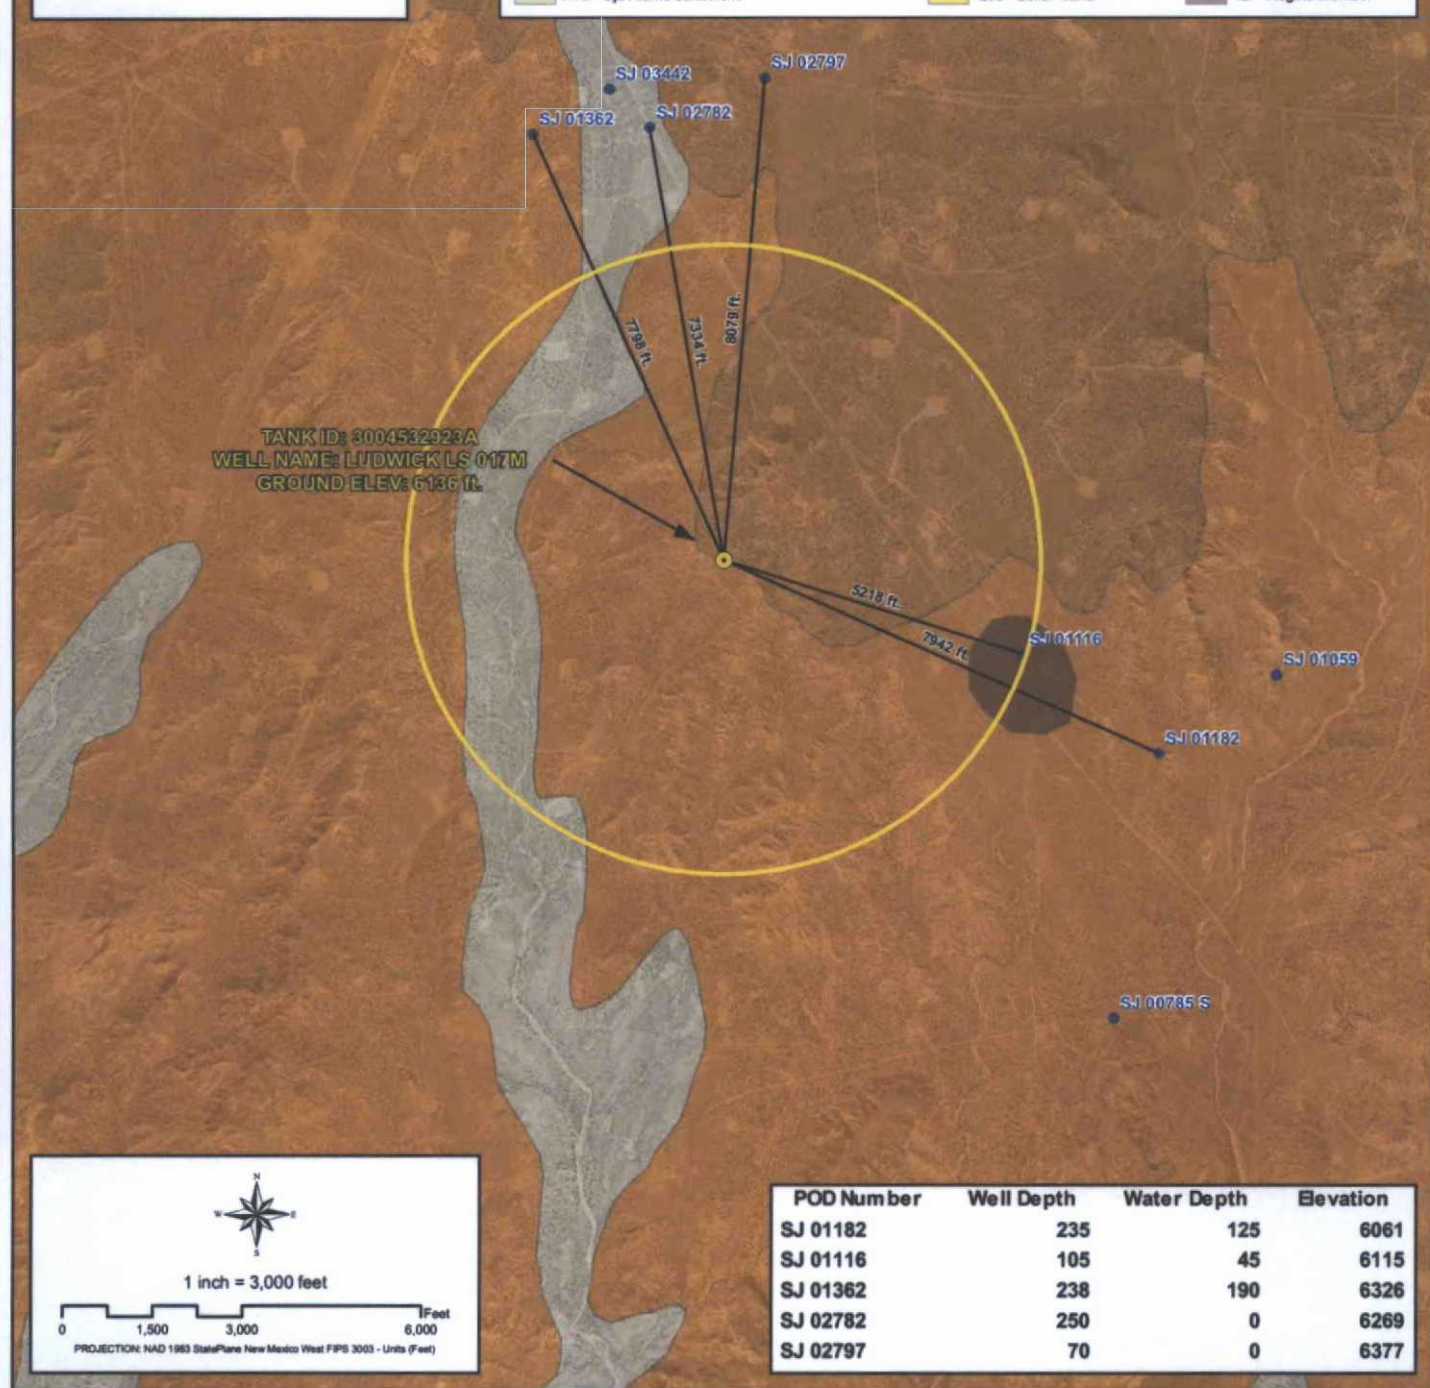 SJ 03442
SJ 02797
SJ 01362
SJ 02782
7798 ft.
7334 ft.
8079 ft.
TANK ID: 3004532923A
WELL NAME: LUDWICK LS 017M
GROUND ELEV: 6136 ft.
5218 ft.
7942 ft.
SJ 01116
SJ 01059
SJ 01182
SJ 00785 S
N
W E
S
1 inch = 3,000 feet
Feet
0 1,500 3,000 6,000
PROJECTION: NAD 1983 StatePlane New Mexico West FIPS 3003 - Units (Feet)
POD Number Well Depth Water Depth Elevation
SJ 01182 235 125 6061
SJ 01116 105 45 6115
SJ 01362 238 190 6326
SJ 02782 250 0 6269
SJ 02797 70 0 6377